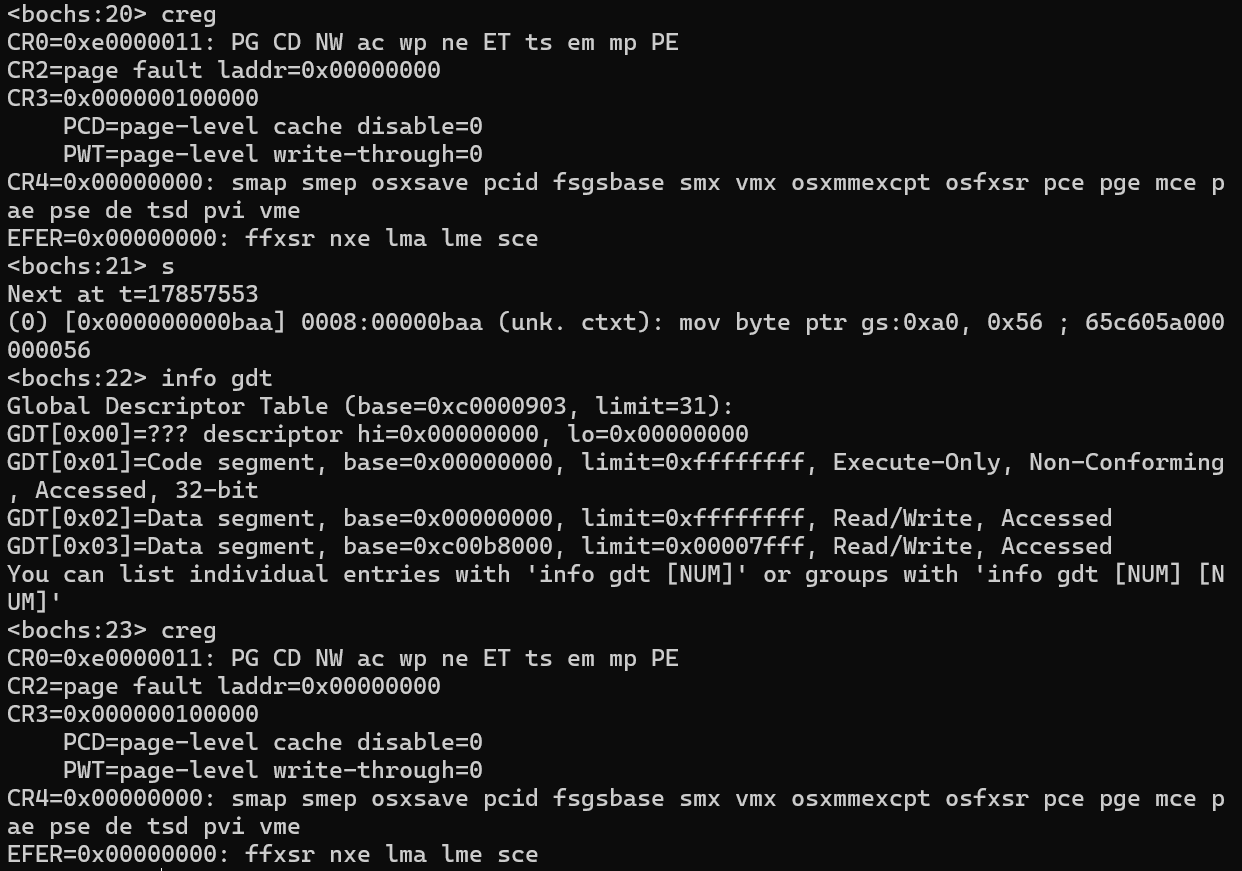 <bochs:20> creg
CR0=0xe0000011: PG CD NW ac wp ne ET ts em mp PE
CR2=page fault laddr=0x00000000
CR3=0x000000100000
    PCD=page-level cache disable=0
    PWT=page-level write-through=0
CR4=0x00000000: smap smep osxsave pcid fsgsbase smx vmx osxmmexcpt osfxsr pce pge mce p
ae pse de tsd pvi vme
EFER=0x00000000: ffxsr nxe lma lme sce
<bochs:21> s
Next at t=17857553
(0) [0x000000000baa] 0008:00000baa (unk. ctxt): mov byte ptr gs:0xa0, 0x56 ; 65c605a000
000056
<bochs:22> info gdt
Global Descriptor Table (base=0xc0000903, limit=31):
GDT[0x00]=??? descriptor hi=0x00000000, lo=0x00000000
GDT[0x01]=Code segment, base=0x00000000, limit=0xffffffff, Execute-Only, Non-Conforming
, Accessed, 32-bit
GDT[0x02]=Data segment, base=0x00000000, limit=0xffffffff, Read/Write, Accessed
GDT[0x03]=Data segment, base=0xc00b8000, limit=0x00007fff, Read/Write, Accessed
You can list individual entries with 'info gdt [NUM]' or groups with 'info gdt [NUM] [N
UM]'
<bochs:23> creg
CR0=0xe0000011: PG CD NW ac wp ne ET ts em mp PE
CR2=page fault laddr=0x00000000
CR3=0x000000100000
    PCD=page-level cache disable=0
    PWT=page-level write-through=0
CR4=0x00000000: smap smep osxsave pcid fsgsbase smx vmx osxmmexcpt osfxsr pce pge mce p
ae pse de tsd pvi vme
EFER=0x00000000: ffxsr nxe lma lme sce